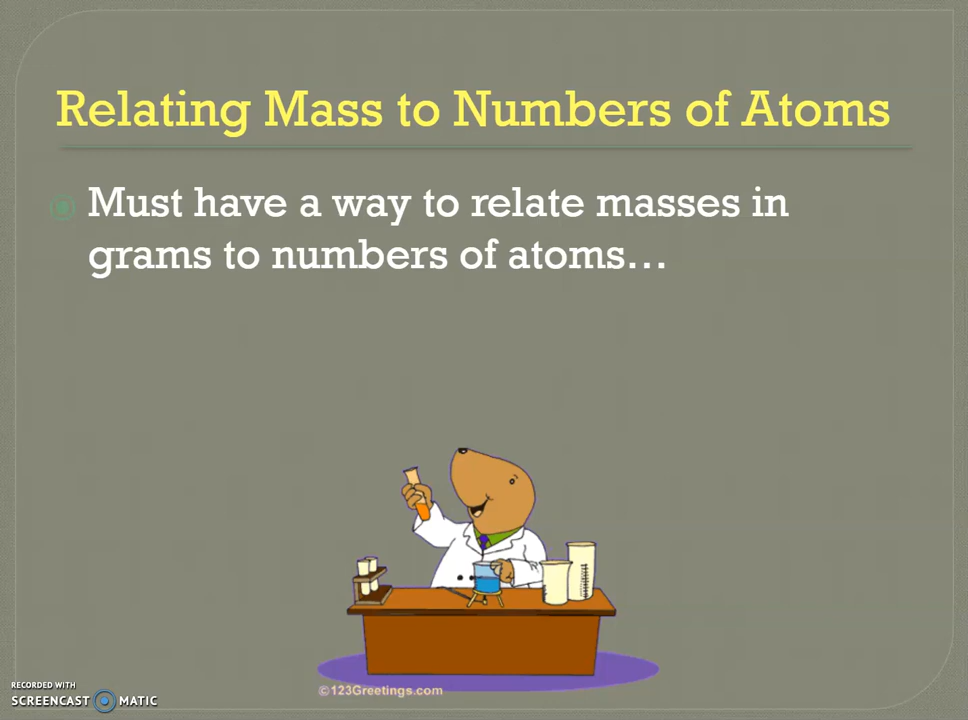 Relating Mass to Numbers of Atoms
Must have a way to relate masses in
grams to numbers of atoms…
©123Greetings.com
RECORDED WITH
SCREENCAST MATIC